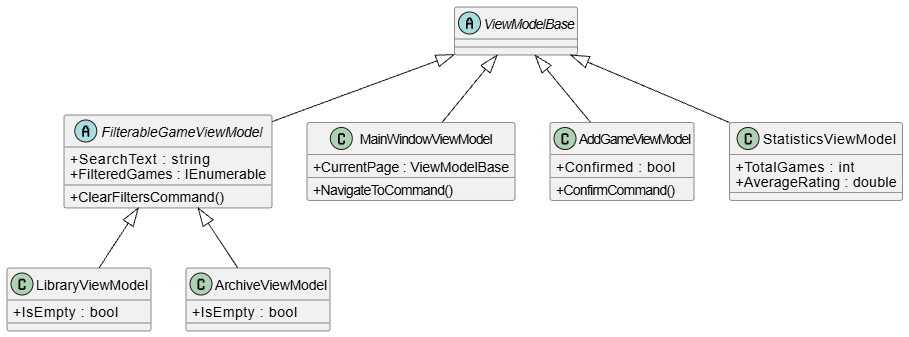 A ViewModelBase
A FilterableGameViewModel
+SearchText : string
+FilteredGames : IEnumerable
+ClearFiltersCommand()
C MainWindowViewModel
+CurrentPage : ViewModelBase
+NavigateToCommand()
C AddGameViewModel
+Confirmed : bool
+ConfirmCommand()
C StatisticsViewModel
+TotalGames : int
+AverageRating : double
C LibraryViewModel
+IsEmpty : bool
C ArchiveViewModel
+IsEmpty : bool